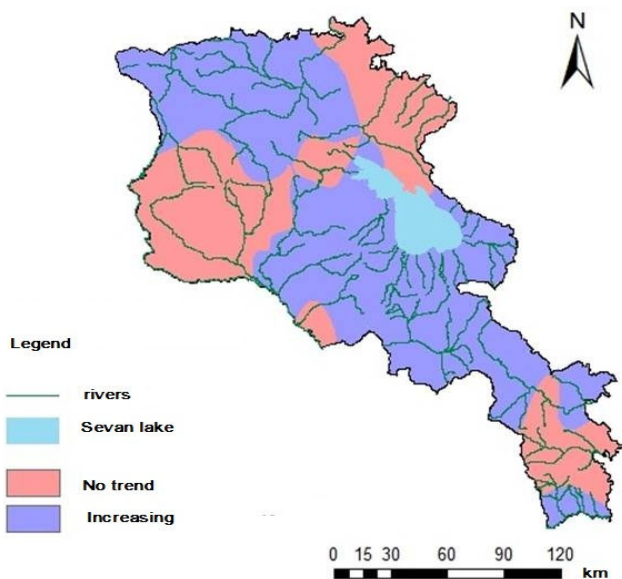 N
Legend
rivers
Sevan lake
No trend
Increasing
0 15 30 60 90 120
km